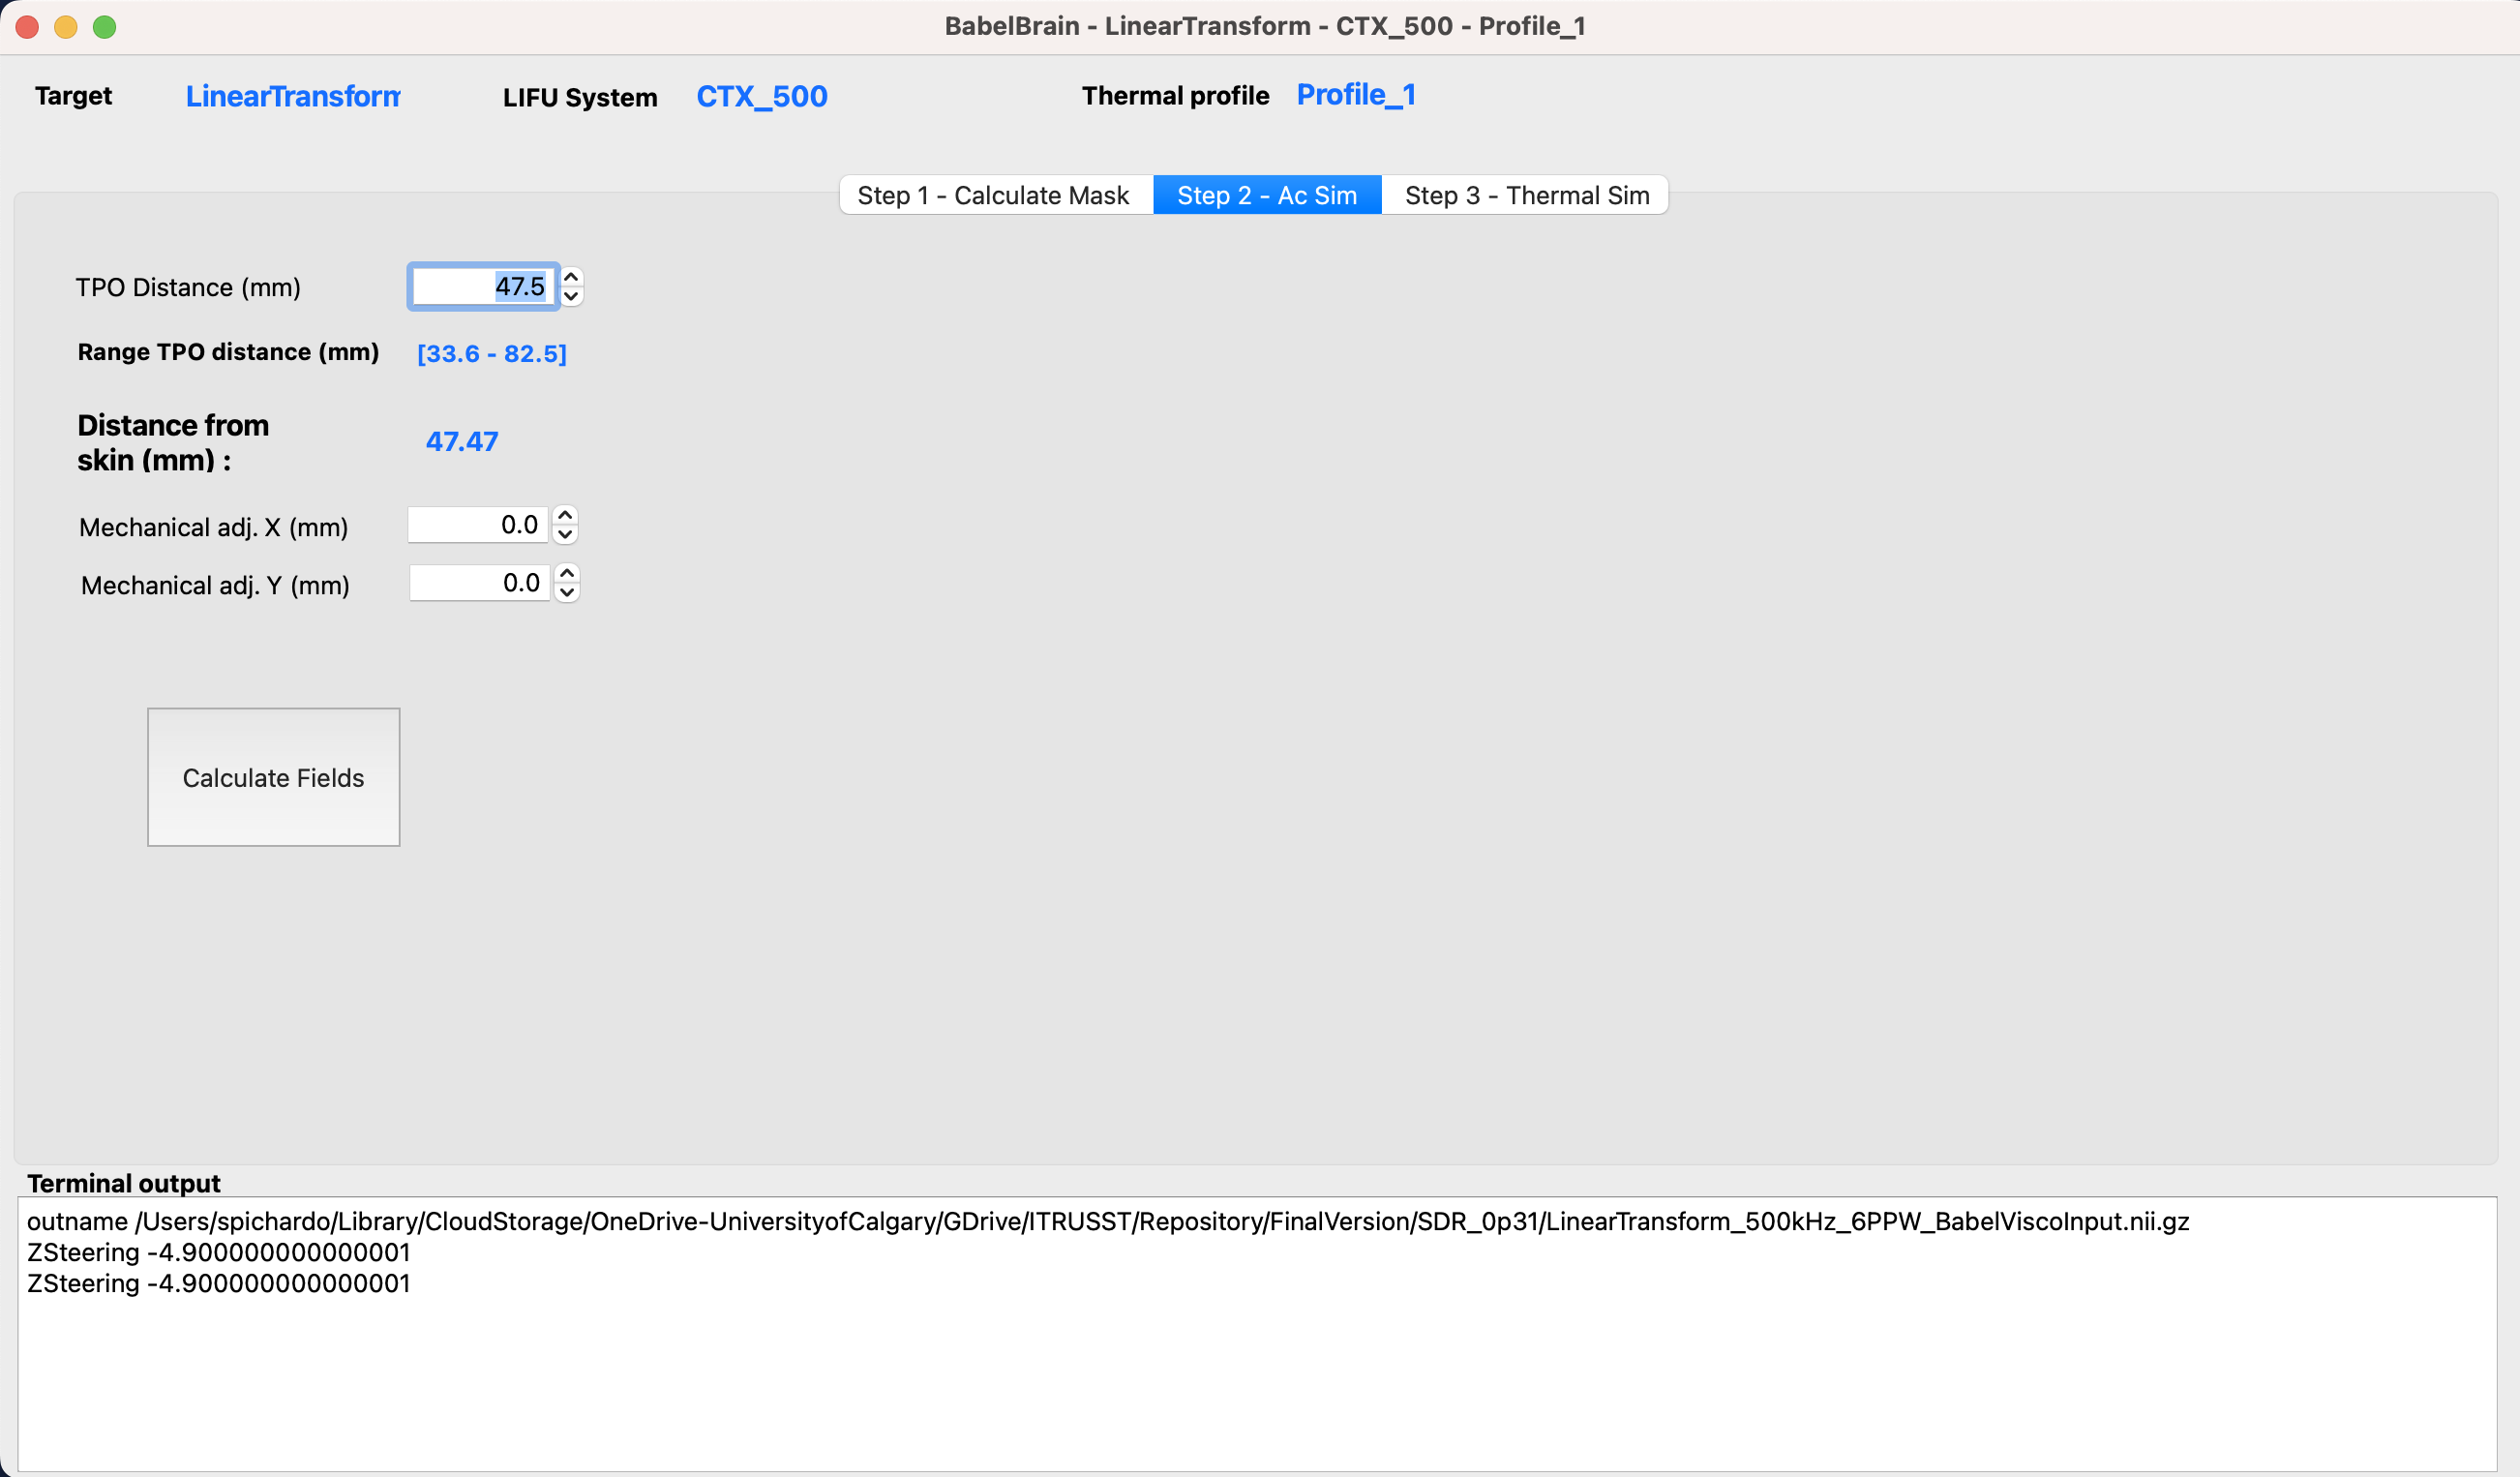 BabelBrain - LinearTransform - CTX_500 - Profile_1
Target LinearTransform LIFU System CTX_500 Thermal profile Profile_1
Step 1 - Calculate Mask Step 2 - Ac Sim Step 3 - Thermal Sim
TPO Distance (mm) 47.5
Range TPO distance (mm) [33.6 - 82.5]
Distance from
skin (mm) : 47.47
Mechanical adj. X (mm) 0.0
Mechanical adj. Y (mm) 0.0
Calculate Fields
Terminal output
outname /Users/spichardo/Library/CloudStorage/OneDrive-UniversityofCalgary/GDrive/ITRUSST/Repository/FinalVersion/SDR_0p31/LinearTransform_500kHz_6PPW_BabelViscoInput.nii.gz
ZSteering -4.900000000000001
ZSteering -4.900000000000001